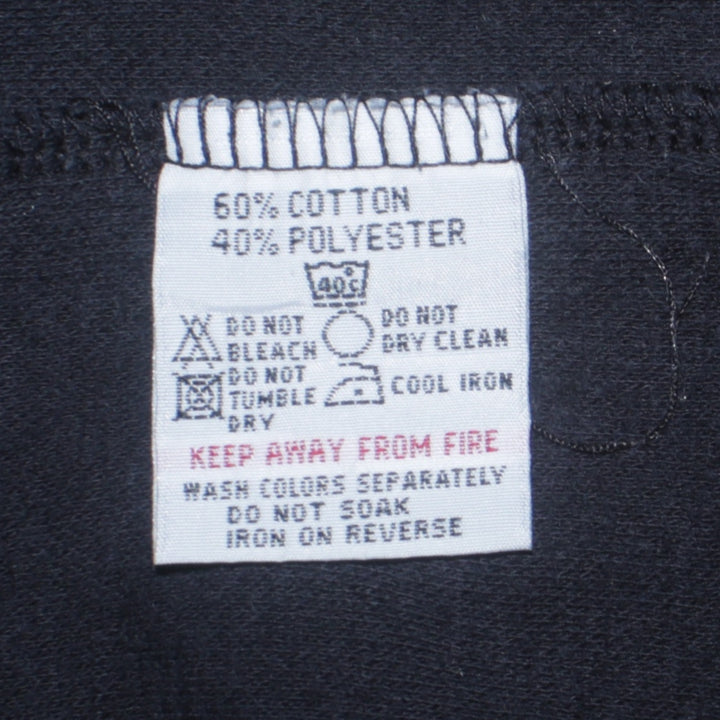 60% COTTON
40% POLYESTER
40°C
DO NOT
BLEACH
DO NOT
DRY CLEAN
DO NOT
TUMBLE
DRY
COOL IRON
KEEP AWAY FROM FIRE
WASH COLORS SEPARATELY
DO NOT SOAK
IRON ON REVERSE